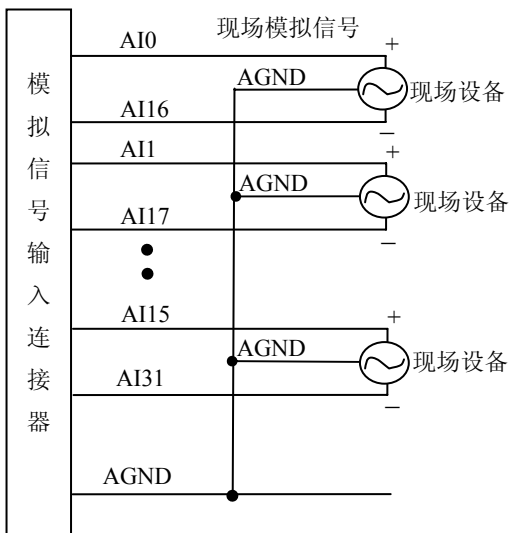 模拟信号输入连接器
现场模拟信号
AI0
+
AGND
现场设备
AI16
−
AI1
+
AGND
现场设备
AI17
−
AI15
+
AGND
现场设备
AI31
−
AGND